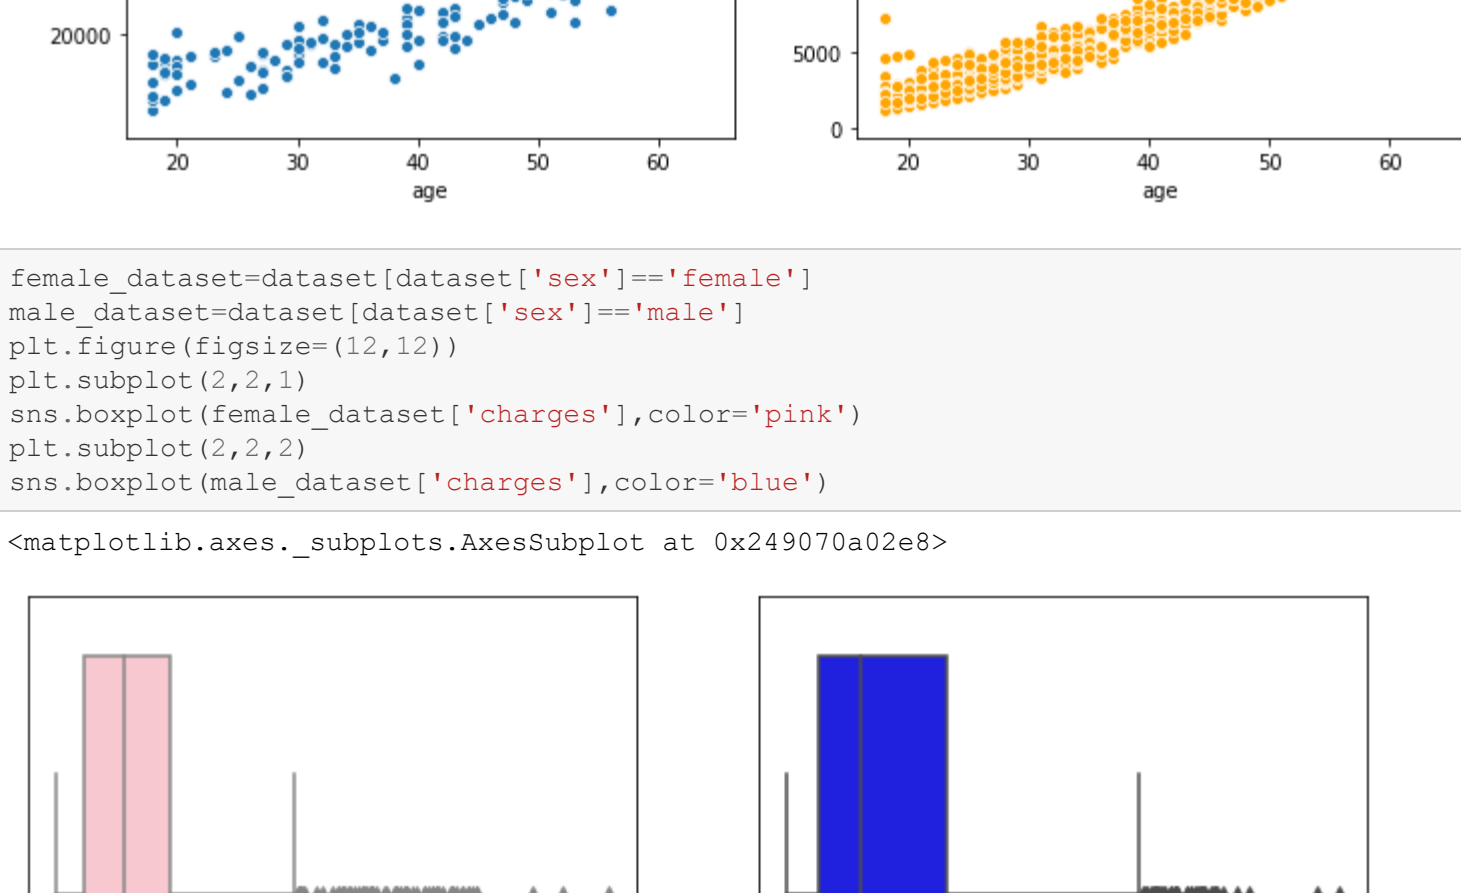 20000
5000
0
20 30 40 50 60
20 30 40 50 60
age
age
female_dataset=dataset[dataset['sex']=='female']
male_dataset=dataset[dataset['sex']=='male']
plt.figure(figsize=(12,12))
plt.subplot(2,2,1)
sns.boxplot(female_dataset['charges'],color='pink')
plt.subplot(2,2,2)
sns.boxplot(male_dataset['charges'],color='blue')
<matplotlib.axes._subplots.AxesSubplot at 0x249070a02e8>